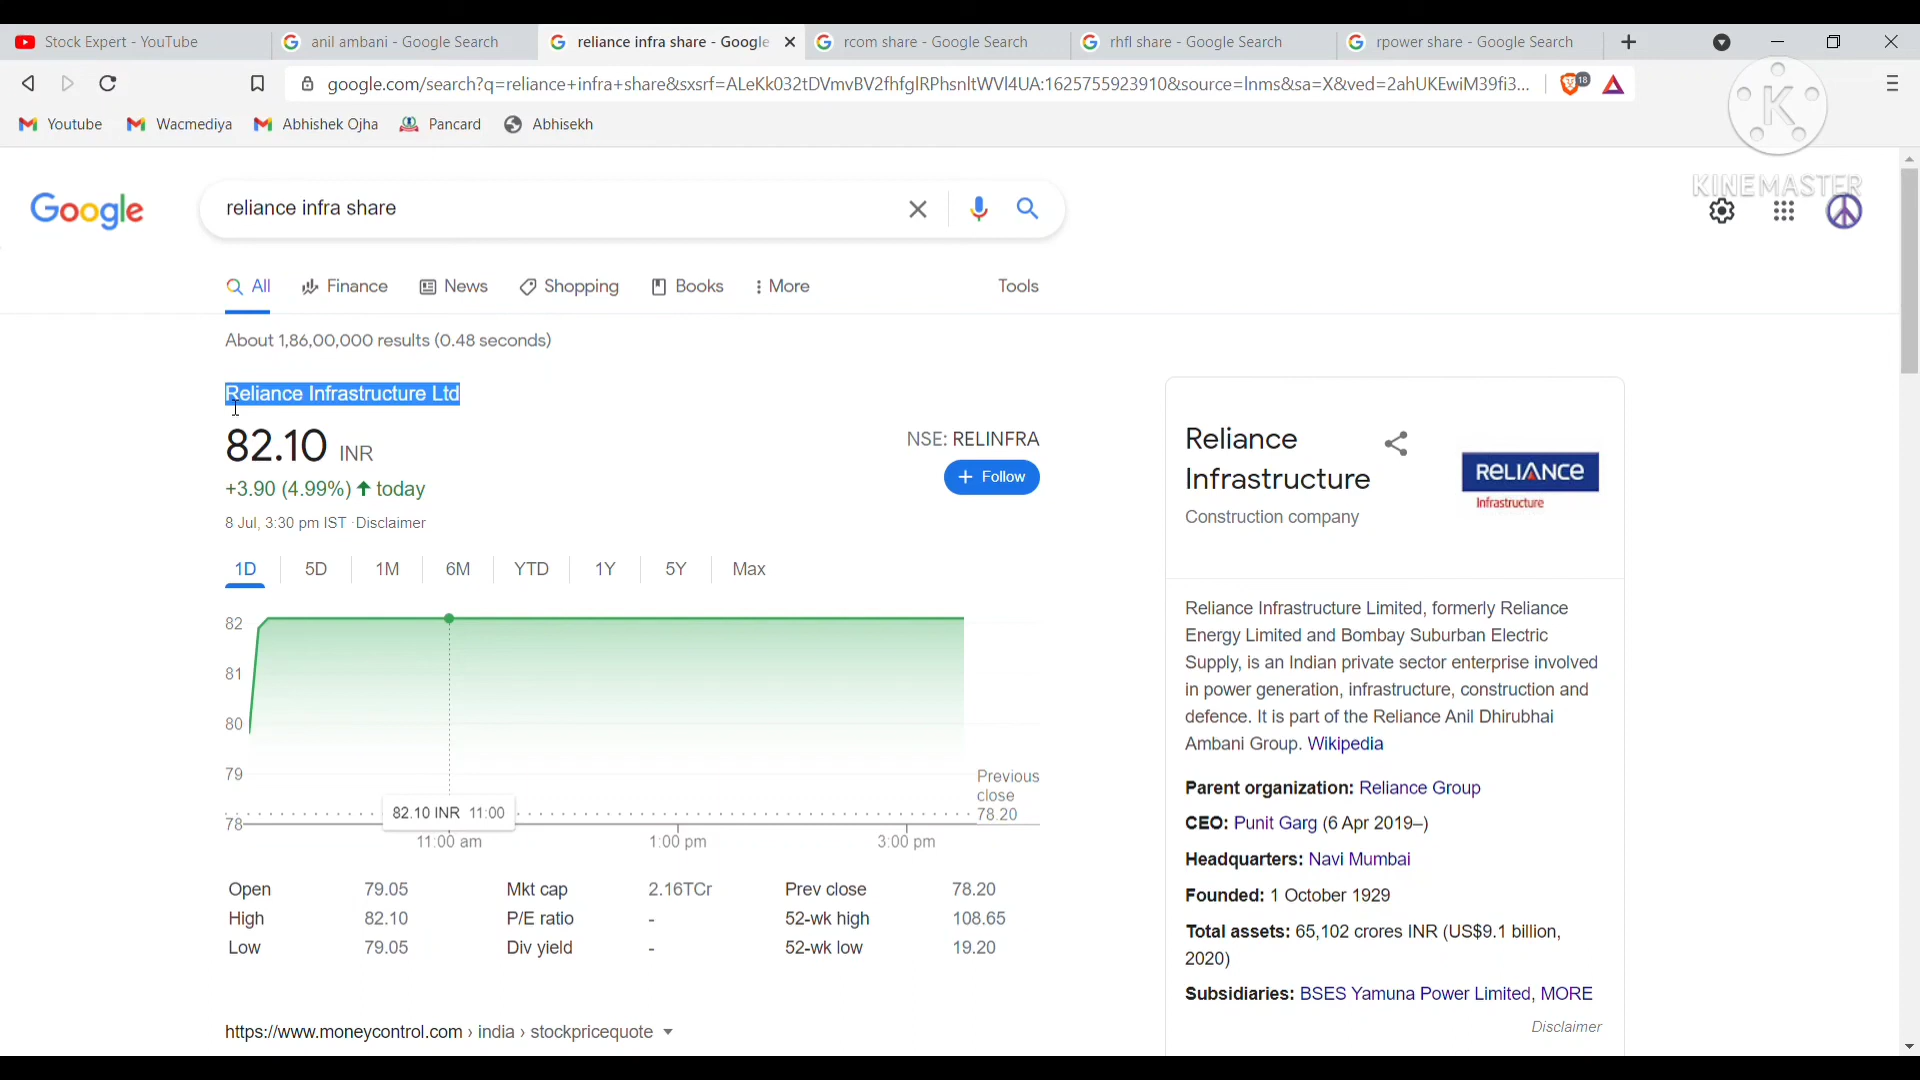 Stock Expert - YouTube
anil ambani - Google Search
reliance infra share - Google
rcom share - Google Search
rhfl share - Google Search
rpower share - Google Search
google.com/search?q=reliance+infra+share&sxsrf=ALeKk032tDVmvBV2fhfglRPhsnltWVl4UA:1625755923910&source=lnms&sa=X&ved=2ahUKEwiM39fi3...
18
Youtube
Wacmediya
Abhishek Ojha
Pancard
Abhisekh
K
KINEMASTER
Google
reliance infra share
All
Finance
News
Shopping
Books
More
Tools
About 1,86,00,000 results (0.48 seconds)
Reliance Infrastructure Ltd
82.10 INR
NSE: RELINFRA
+3.90 (4.99%) today
Follow
8 Jul, 3:30 pm IST · Disclaimer
1D 5D 1M 6M YTD 1Y 5Y Max
82
81
80
79
78
Previous
close
78.20
82.10 INR 11:00
11:00 am 1:00 pm 3:00 pm
Open 79.05 Mkt cap 2.16TCr Prev close 78.20
High 82.10 P/E ratio - 52-wk high 108.65
Low 79.05 Div yield - 52-wk low 19.20
https://www.moneycontrol.com › india › stockpricequote
Reliance
Infrastructure
Construction company
RELIANCE
Infrastructure
Reliance Infrastructure Limited, formerly Reliance
Energy Limited and Bombay Suburban Electric
Supply, is an Indian private sector enterprise involved
in power generation, infrastructure, construction and
defence. It is part of the Reliance Anil Dhirubhai
Ambani Group. Wikipedia
Parent organization: Reliance Group
CEO: Punit Garg (6 Apr 2019–)
Headquarters: Navi Mumbai
Founded: 1 October 1929
Total assets: 65,102 crores INR (US$9.1 billion,
2020)
Subsidiaries: BSES Yamuna Power Limited, MORE
Disclaimer